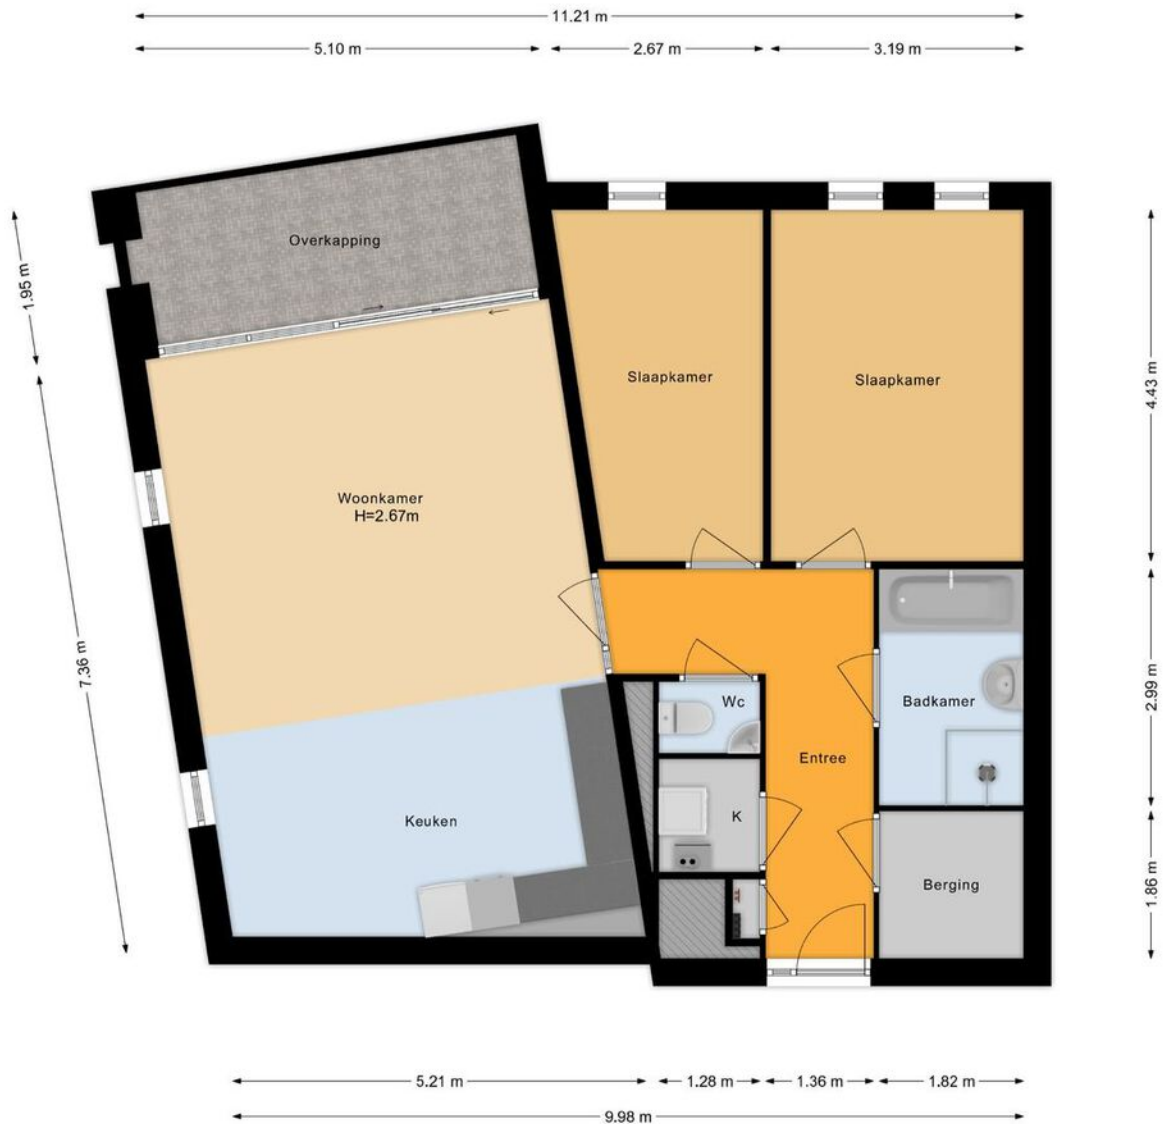 11.21 m
5.10 m
2.67 m
3.19 m
Overkapping
1.95 m
Slaapkamer
Slaapkamer
4.43 m
Woonkamer
H=2.67m
7.36 m
Wc
Badkamer
2.99 m
Entree
Keuken
K
Berging
1.86 m
5.21 m
1.28 m
1.36 m
1.82 m
9.98 m